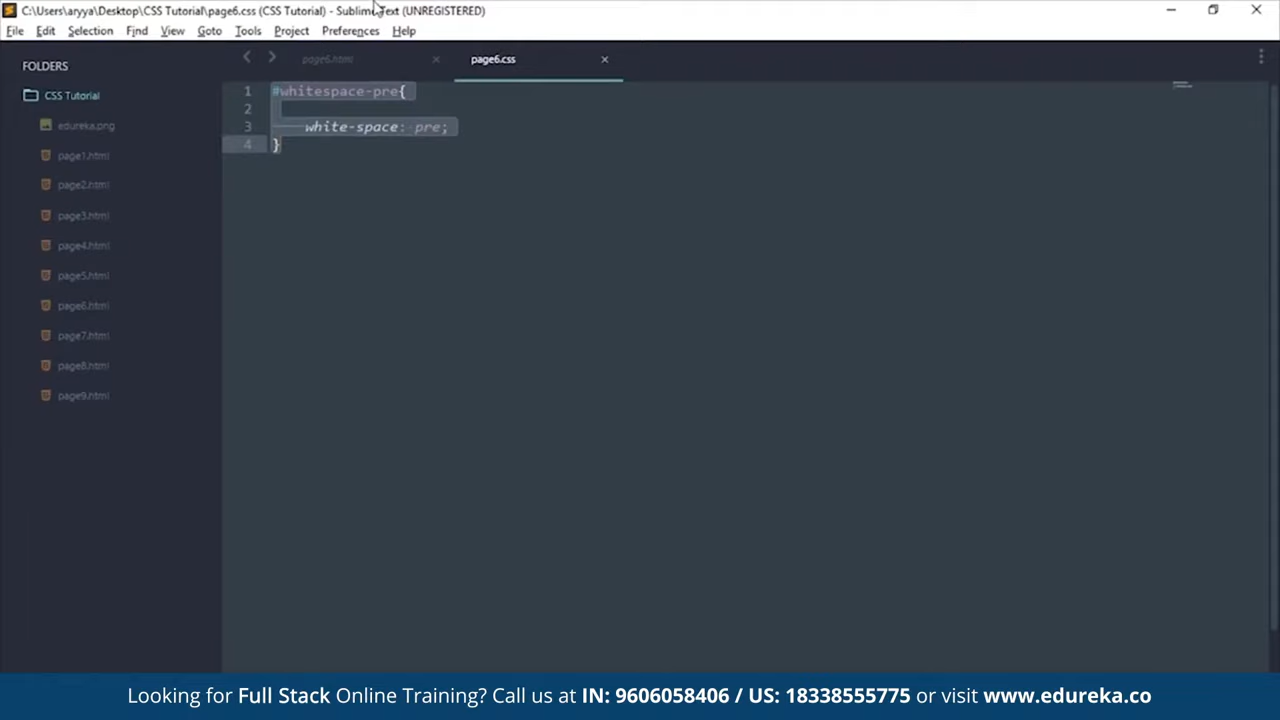 C:\Users\aryya\Desktop\CSS Tutorial\page6.css (CSS Tutorial) - Sublime Text (UNREGISTERED)
File Edit Selection Find View Goto Tools Project Preferences Help
FOLDERS
CSS Tutorial
edureka.png
page1.html
page2.html
page3.html
page4.html
page5.html
page6.html
page7.html
page8.html
page9.html
page6.html page6.css
1 #whitespace-pre{
2
3 white-space: pre;
4 }
Looking for Full Stack Online Training? Call us at IN: 9606058406 / US: 18338555775 or visit www.edureka.co